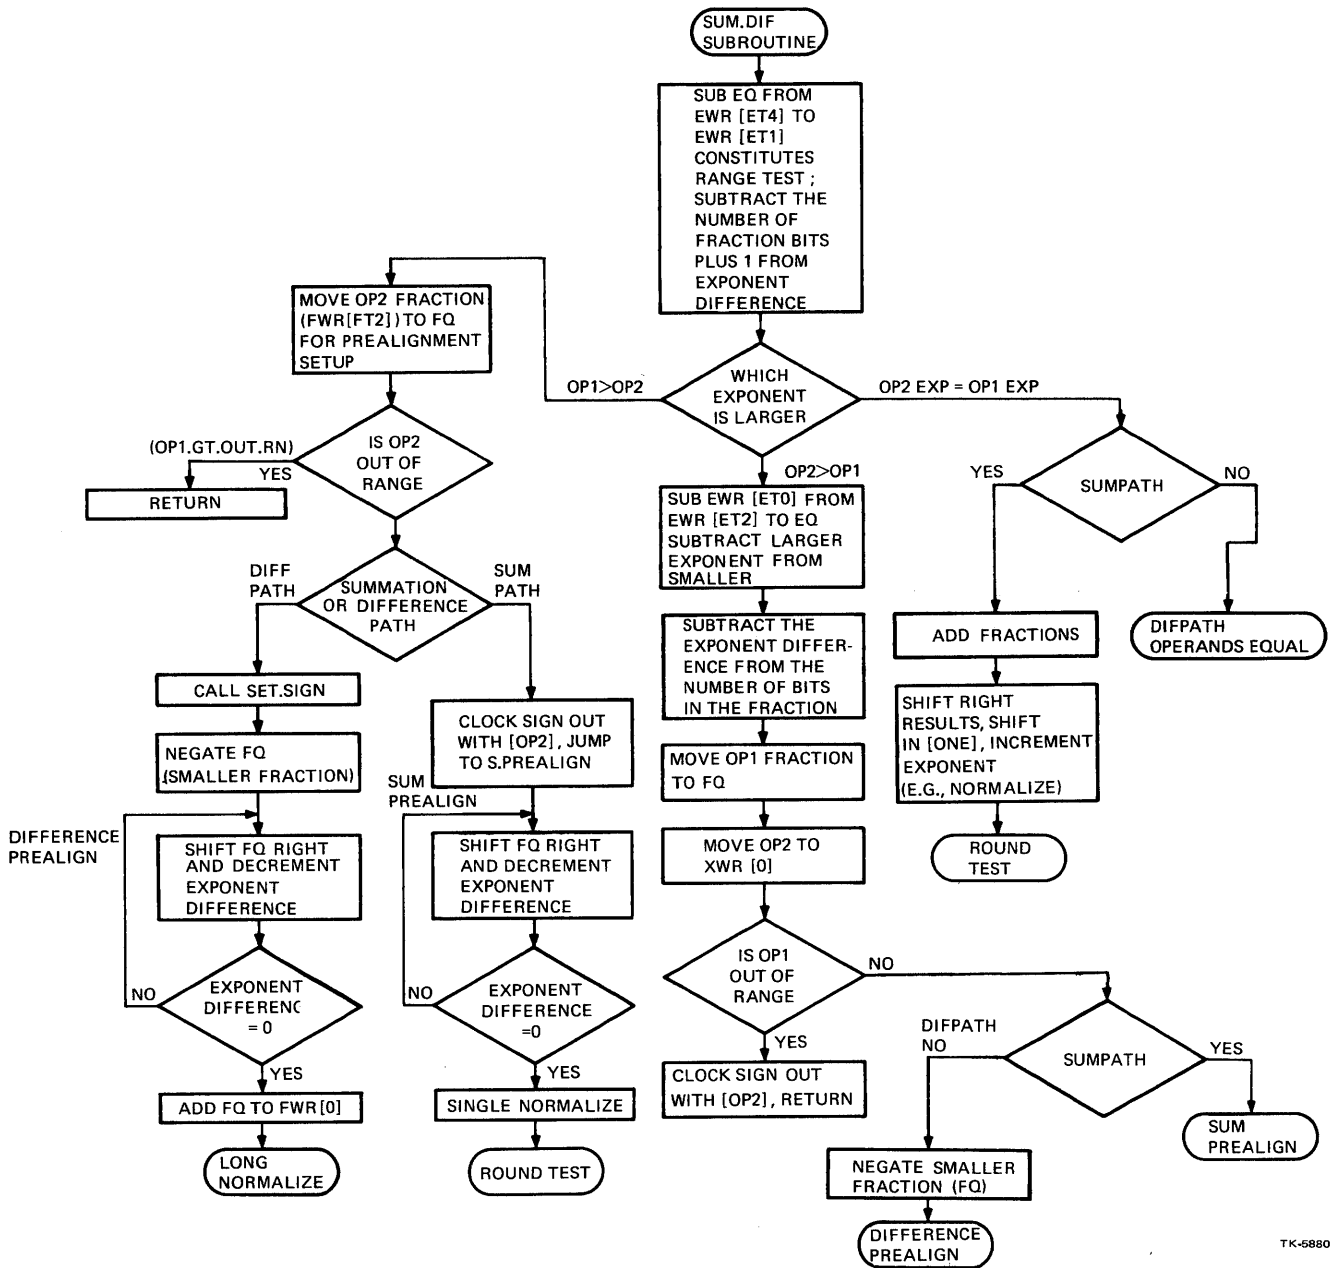 SUM.DIF
SUBROUTINE
SUB EQ FROM
EWR [ET4] TO
EWR [ET1]
CONSTITUTES
RANGE TEST ;
SUBTRACT THE
NUMBER OF
FRACTION BITS
PLUS 1 FROM
EXPONENT
DIFFERENCE
MOVE OP2 FRACTION
(FWR[FT2]) TO FQ
FOR PREALIGNMENT
SETUP
OP1>OP2
WHICH
EXPONENT
IS LARGER
OP2 EXP = OP1 EXP
(OP1.GT.OUT.RN)
YES
IS OP2
OUT OF
RANGE
RETURN
OP2>OP1
YES
SUMPATH
NO
SUB EWR [ET0] FROM
EWR [ET2] TO EQ
SUBTRACT LARGER
EXPONENT FROM
SMALLER
DIFF
PATH
SUMMATION
OR DIFFERENCE
PATH
SUM
PATH
SUBTRACT THE
EXPONENT DIFFER-
ENCE FROM THE
NUMBER OF BITS
IN THE FRACTION
ADD FRACTIONS
DIFPATH
OPERANDS EQUAL
CALL SET.SIGN
CLOCK SIGN OUT
WITH [OP2], JUMP
TO S.PREALIGN
SHIFT RIGHT
RESULTS, SHIFT
IN [ONE], INCREMENT
EXPONENT
(E.G., NORMALIZE)
NEGATE FQ
(SMALLER FRACTION)
MOVE OP1 FRACTION
TO FQ
SUM
PREALIGN
DIFFERENCE
PREALIGN
SHIFT FQ RIGHT
AND DECREMENT
EXPONENT
DIFFERENCE
SHIFT FQ RIGHT
AND DECREMENT
EXPONENT
DIFFERENCE
MOVE OP2 TO
XWR [0]
ROUND
TEST
NO
EXPONENT
DIFFERENC
= 0
YES
NO
EXPONENT
DIFFERENCE
=0
YES
IS OP1
OUT OF
RANGE
NO
YES
DIFPATH
NO
SUMPATH
YES
ADD FQ TO FWR[0]
SINGLE NORMALIZE
CLOCK SIGN OUT
WITH [OP2], RETURN
SUM
PREALIGN
LONG
NORMALIZE
ROUND TEST
NEGATE SMALLER
FRACTION (FQ)
DIFFERENCE
PREALIGN
TK-5880